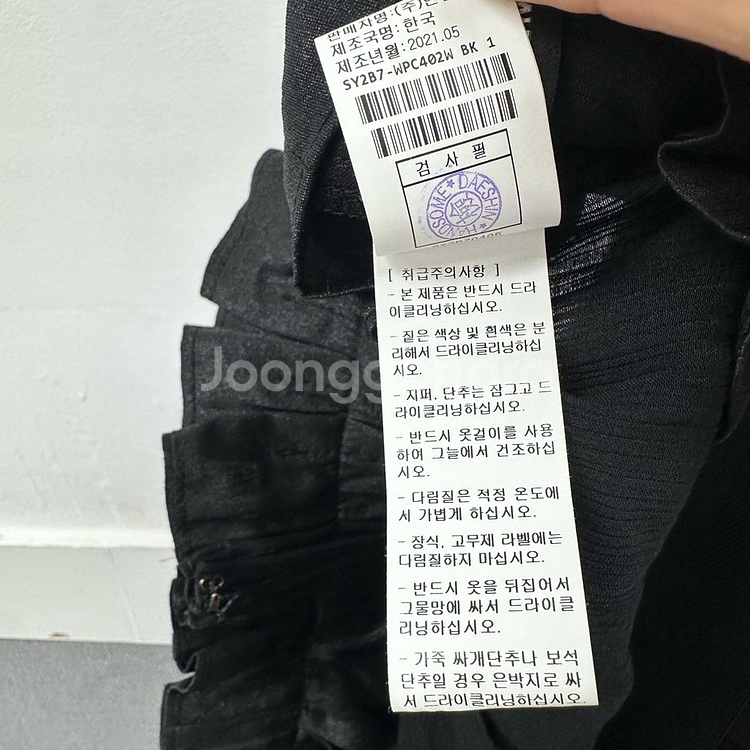 판매자명:(주)
제조국명:한국
제조년월:2021.05
SY2B7-WPC402W BK 1
검 사 필
HANDSOME ★ DAESHIN ★
[ 취급주의사항 ]
- 본 제품은 반드시 드라
이클리닝하십시오.
- 짙은 색상 및 흰색은 분
리해서 드라이클리닝하십
시오.
- 지퍼, 단추는 잠그고 드
라이클리닝하십시오.
- 반드시 옷걸이를 사용
하여 그늘에서 건조하십
시오.
- 다림질은 적정 온도에
서 가볍게 하십시오.
- 장식, 고무제 라벨에는
다림질하지 마십시오.
- 반드시 옷을 뒤집어서
그물망에 싸서 드라이클
리닝하십시오.
- 가죽 싸개단추나 보석
단추일 경우 은박지로 싸
서 드라이클리닝하십시오.